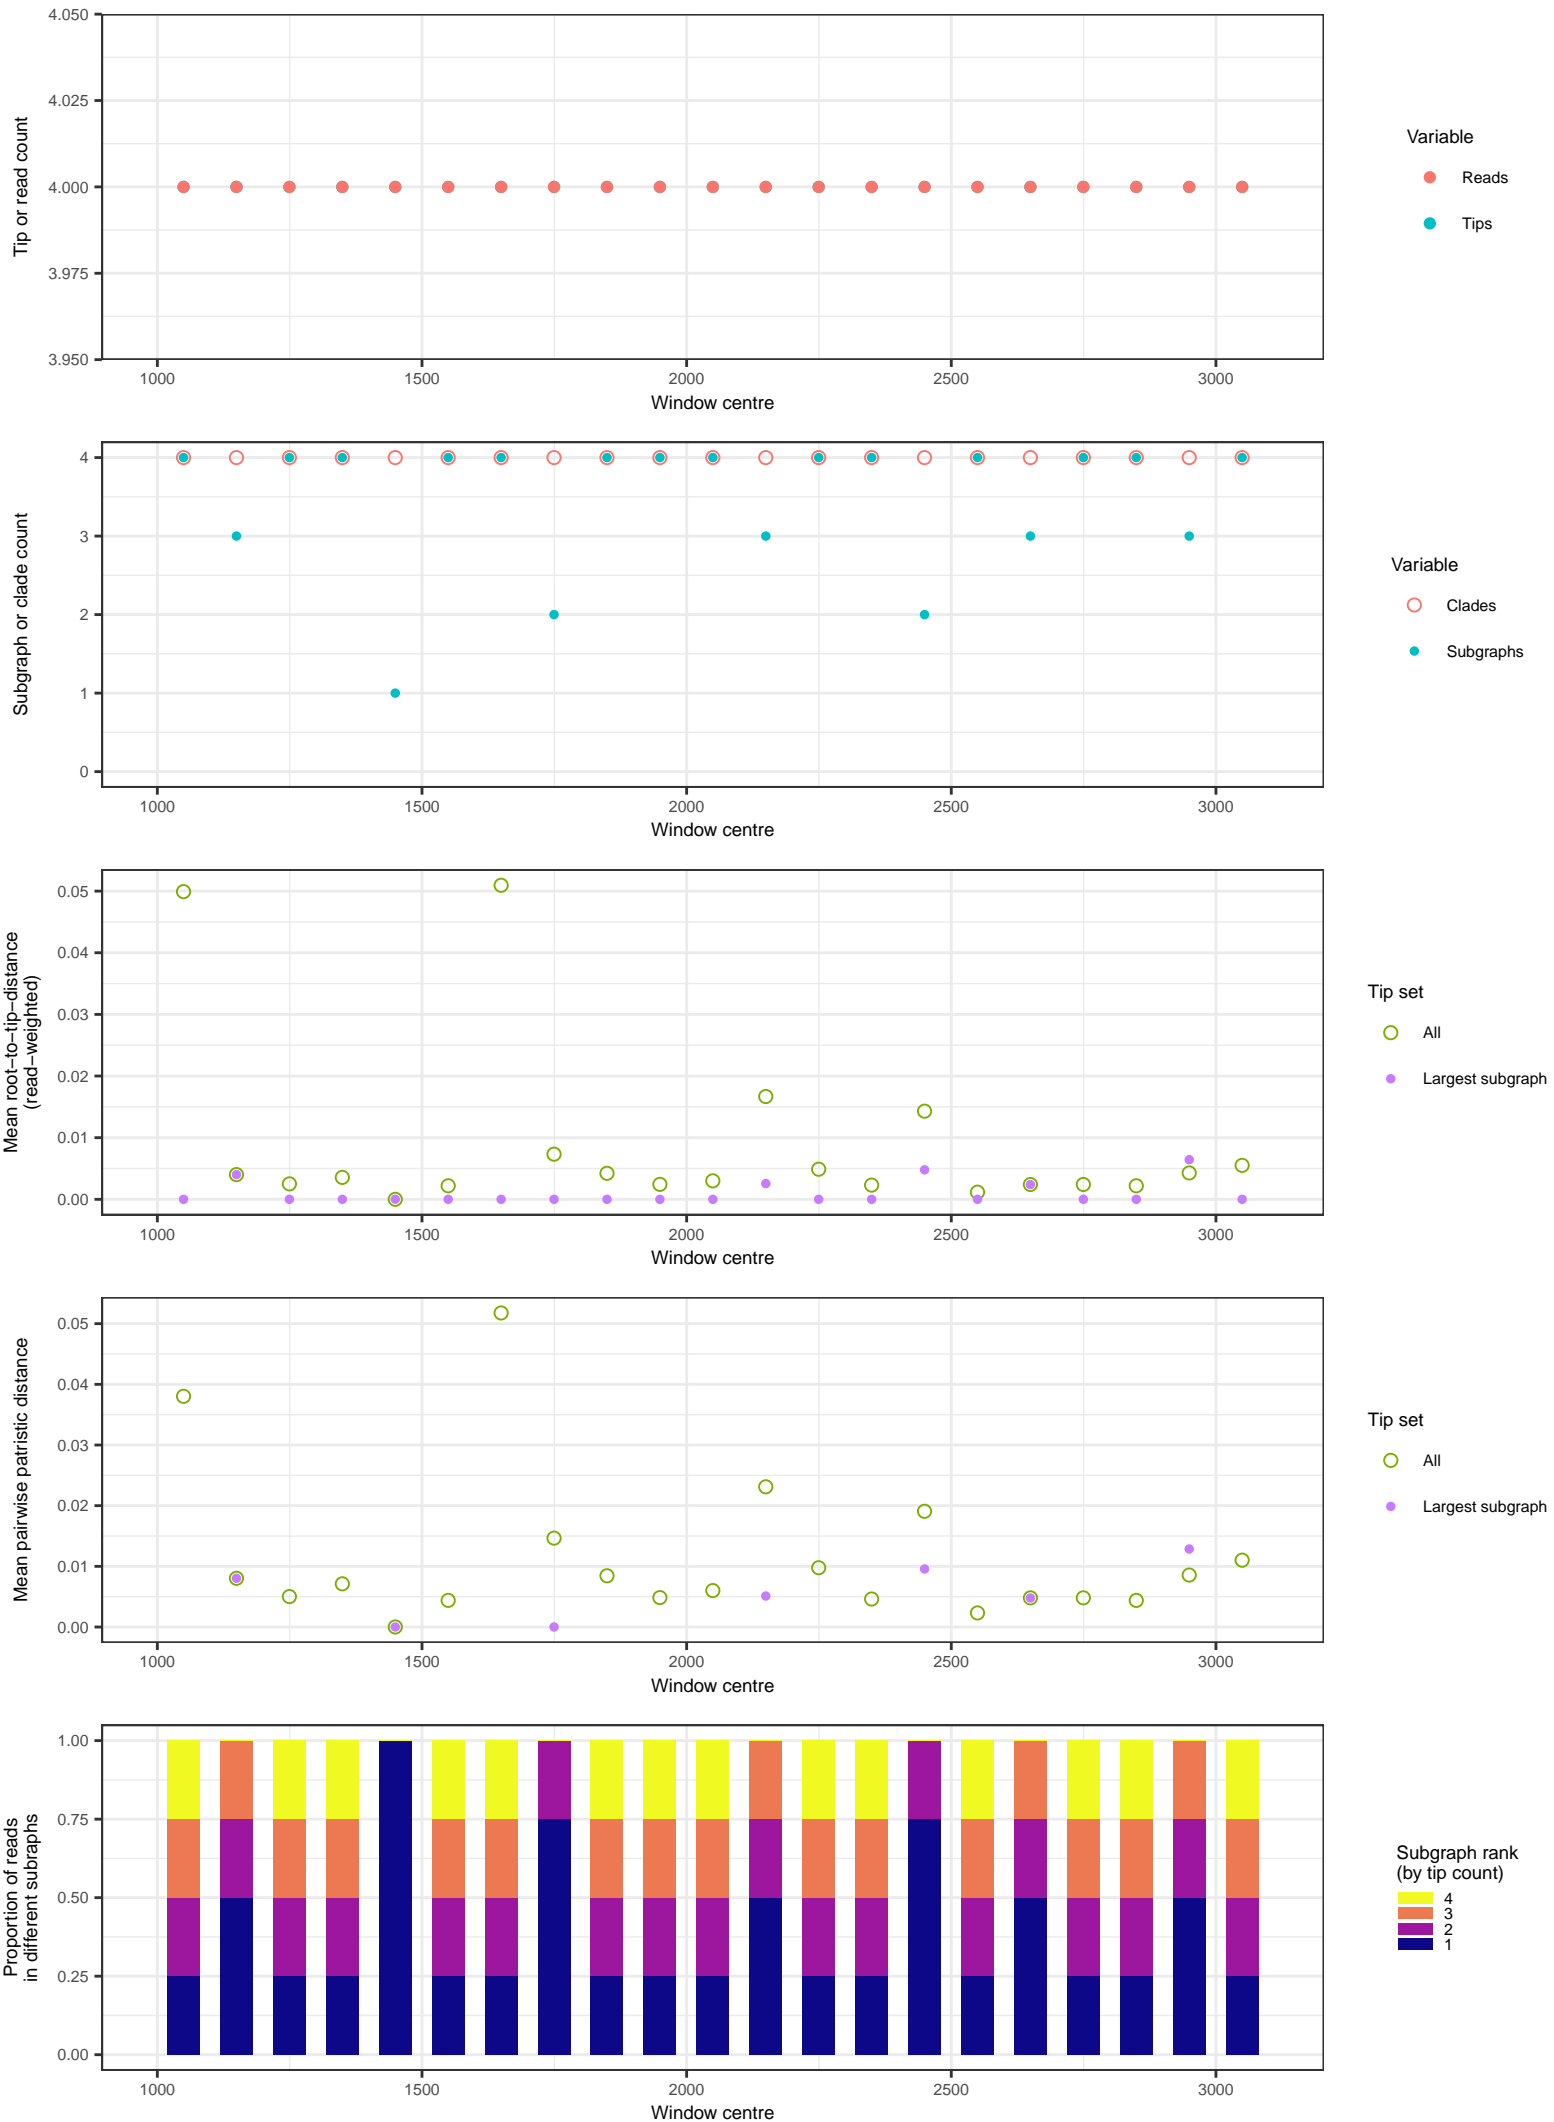 4.050
4.025
4.000
3.975
3.950
Tip or read count
1000 1500 2000 2500 3000
Window centre
Variable
Reads
Tips
4
3
2
1
0
Subgraph or clade count
1000 1500 2000 2500 3000
Window centre
Variable
Clades
Subgraphs
0.05
0.04
0.03
0.02
0.01
0.00
Mean root−to−tip−distance
(read−weighted)
1000 1500 2000 2500 3000
Window centre
Tip set
All
Largest subgraph
0.05
0.04
0.03
0.02
0.01
0.00
Mean pairwise patristic distance
1000 1500 2000 2500 3000
Window centre
Tip set
All
Largest subgraph
1.00
0.75
0.50
0.25
0.00
Proportion of reads
in different subraphs
1000 1500 2000 2500 3000
Window centre
Subgraph rank
(by tip count)
4
3
2
1